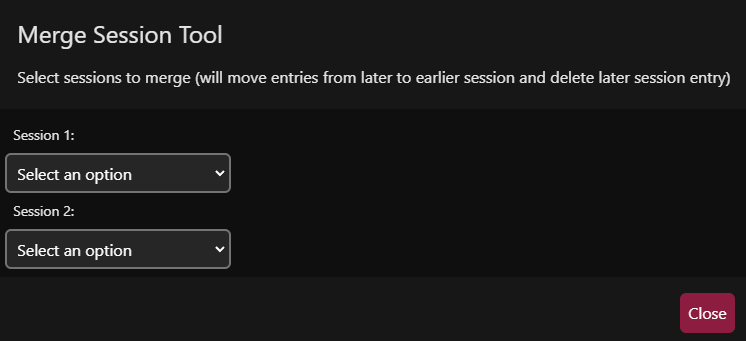 Merge Session Tool
Select sessions to merge (will move entries from later to earlier session and delete later session entry)
Session 1:
Select an option
Session 2:
Select an option
Close